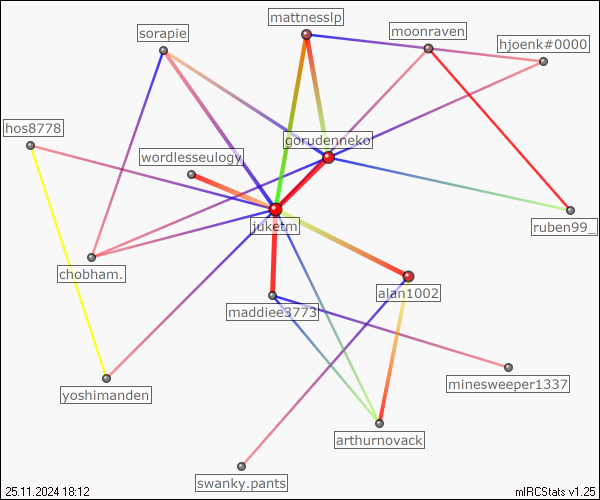 mattnesslp
sorapie
moonraven
hjoenk#0000
hos8778
gorudenneko
wordlesseulogy
juketm
ruben99_
chobham.
alan1002
maddiee3773
minesweeper1337
yoshimanden
arthurnovack
swanky.pants
25.11.2024 18:12
mIRCStats v1.25